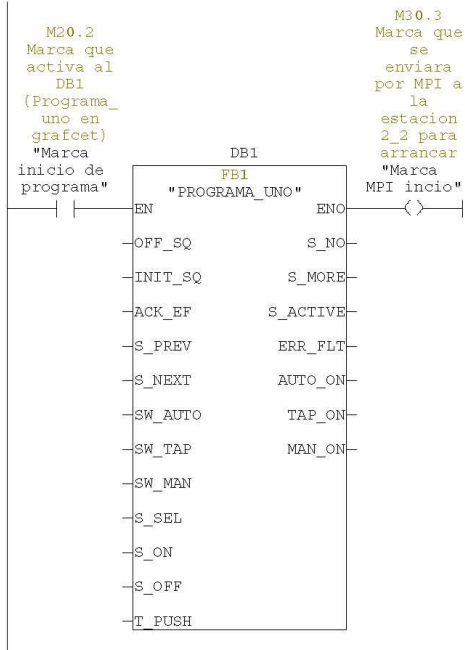 M20.2
Marca que
activa al
DB1
(Programa_
uno en
grafcet)
"Marca
inicio de
programa"
M30.3
Marca que
se
enviara
por MPI a
la
estacion
2_2 para
arrancar
"Marca
MPI incio"
DB1
FB1
"PROGRAMA_UNO"
EN
ENO
OFF_SQ
S_NO
INIT_SQ
S_MORE
ACK_EF
S_ACTIVE
S_PREV
ERR_FLT
S_NEXT
AUTO_ON
SW_AUTO
TAP_ON
SW_TAP
MAN_ON
SW_MAN
S_SEL
S_ON
S_OFF
T_PUSH